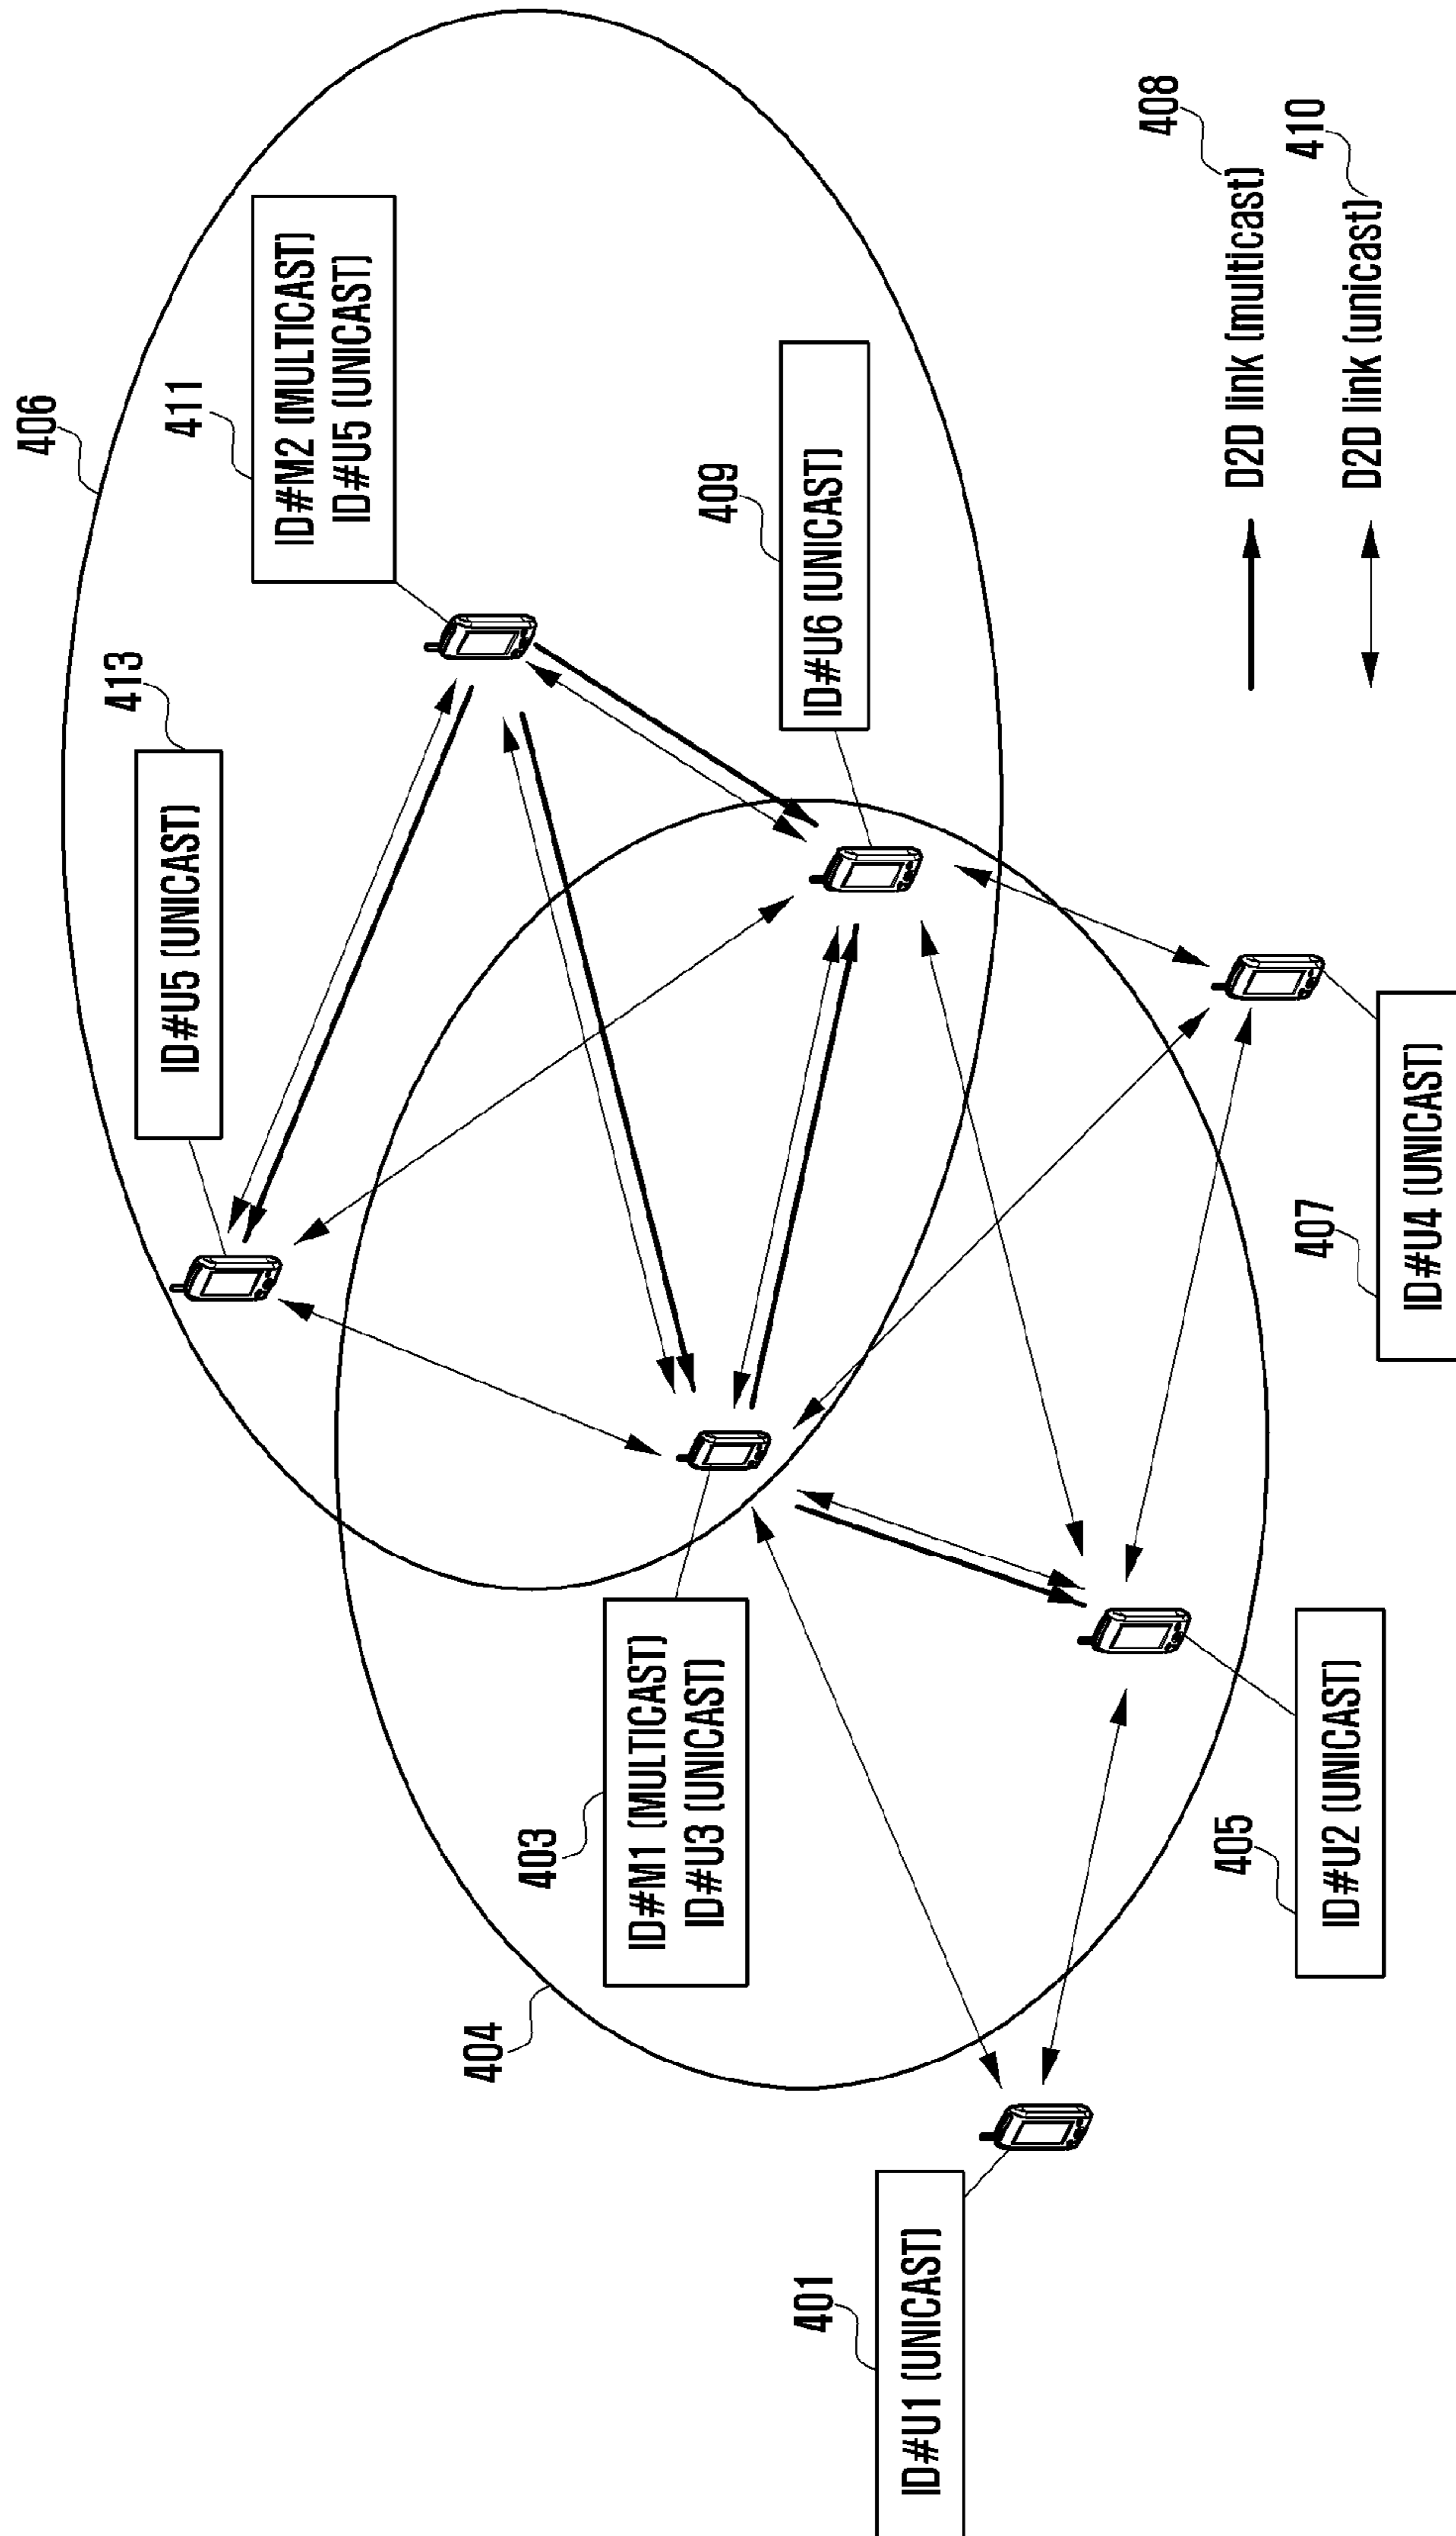 406
413
ID#U5 (UNICAST)
411
ID#M2 (MULTICAST)
ID#U5 (UNICAST)
404
403
ID#M1 (MULTICAST)
ID#U3 (UNICAST)
409
ID#U6 (UNICAST)
401
ID#U1 (UNICAST)
405
ID#U2 (UNICAST)
407
ID#U4 (UNICAST)
408
D2D link (multicast)
410
D2D link (unicast)